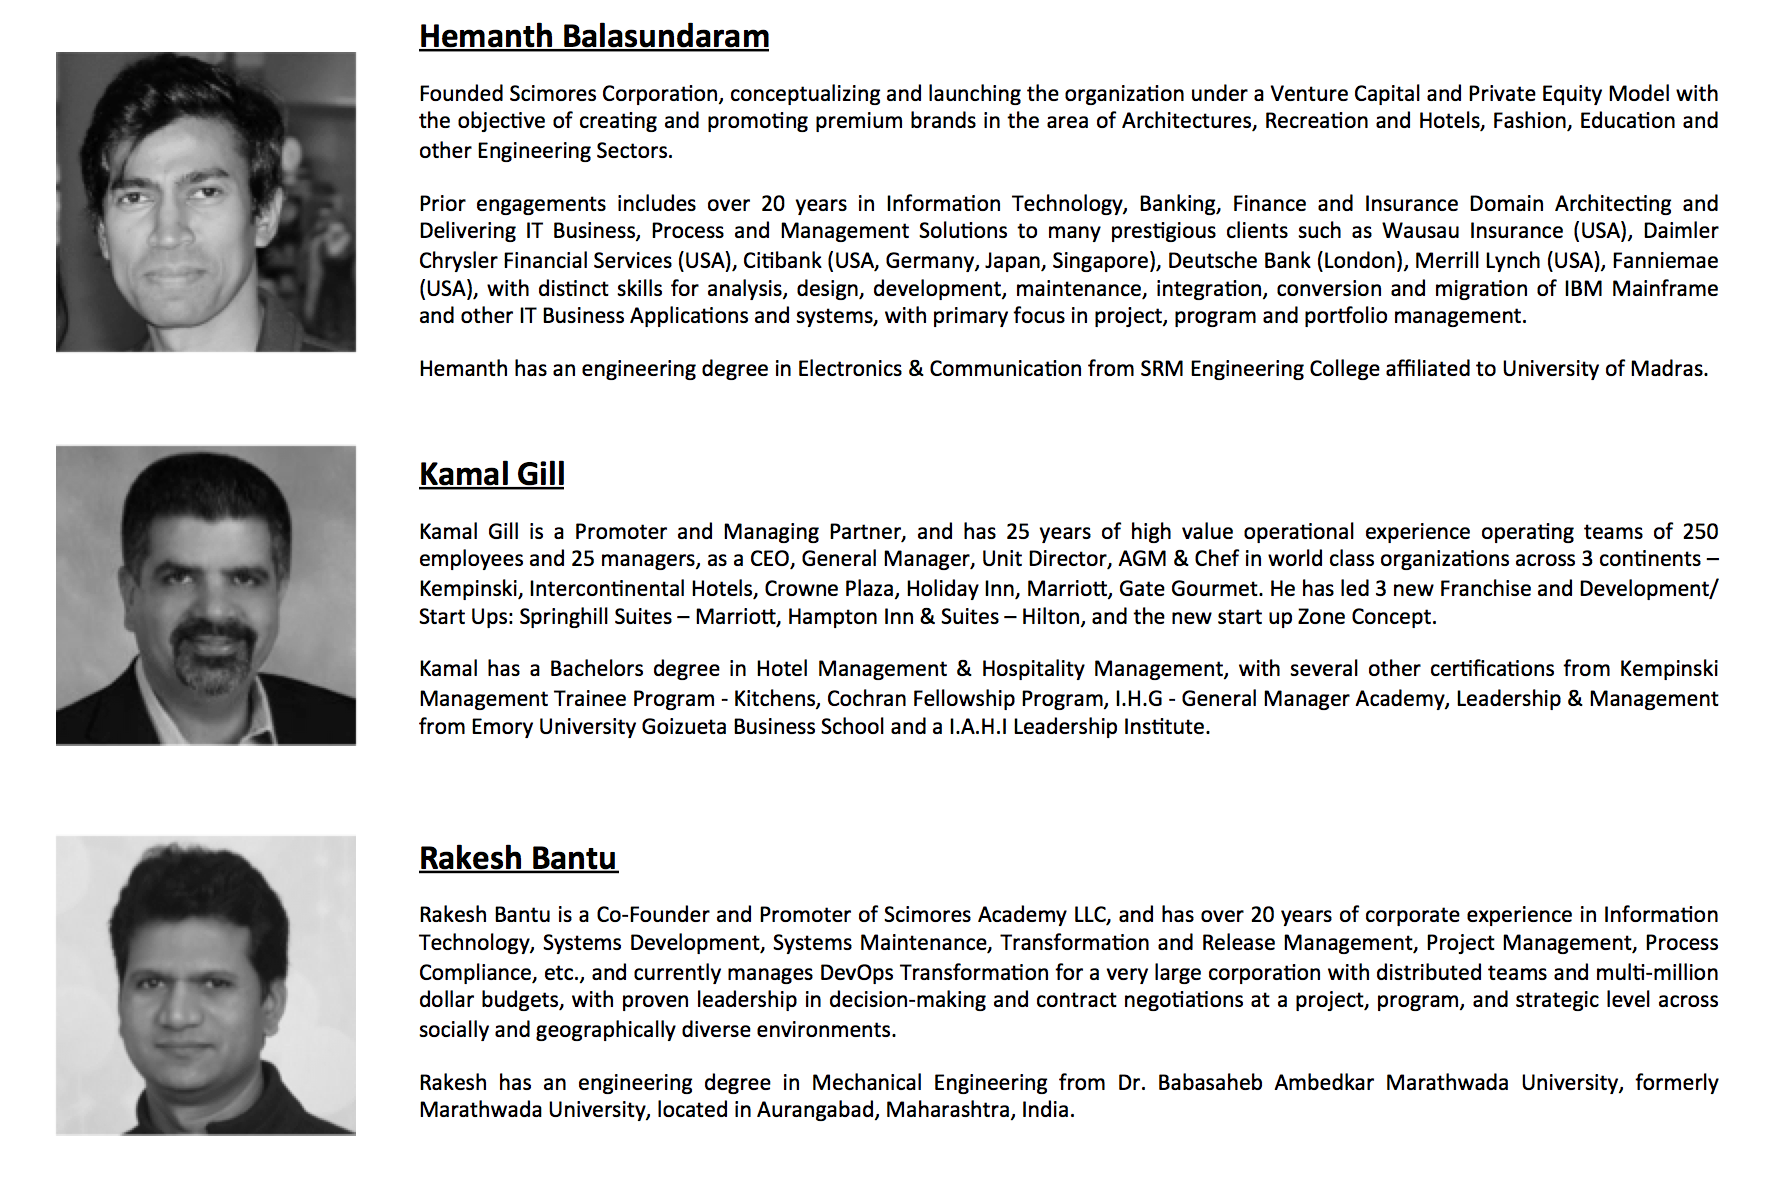 Hemanth Balasundaram
Founded Scimores Corporation, conceptualizing and launching the organization under a Venture Capital and Private Equity Model with
the objective of creating and promoting premium brands in the area of Architectures, Recreation and Hotels, Fashion, Education and
other Engineering Sectors.
Prior engagements includes over 20 years in Information Technology, Banking, Finance and Insurance Domain Architecting and
Delivering IT Business, Process and Management Solutions to many prestigious clients such as Wausau Insurance (USA), Daimler
Chrysler Financial Services (USA), Citibank (USA, Germany, Japan, Singapore), Deutsche Bank (London), Merrill Lynch (USA), Fanniemae
(USA), with distinct skills for analysis, design, development, maintenance, integration, conversion and migration of IBM Mainframe
and other IT Business Applications and systems, with primary focus in project, program and portfolio management.
Hemanth has an engineering degree in Electronics & Communication from SRM Engineering College affiliated to University of Madras.
Kamal Gill
Kamal Gill is a Promoter and Managing Partner, and has 25 years of high value operational experience operating teams of 250
employees and 25 managers, as a CEO, General Manager, Unit Director, AGM & Chef in world class organizations across 3 continents –
Kempinski, Intercontinental Hotels, Crowne Plaza, Holiday Inn, Marriott, Gate Gourmet. He has led 3 new Franchise and Development/
Start Ups: Springhill Suites – Marriott, Hampton Inn & Suites – Hilton, and the new start up Zone Concept.
Kamal has a Bachelors degree in Hotel Management & Hospitality Management, with several other certifications from Kempinski
Management Trainee Program - Kitchens, Cochran Fellowship Program, I.H.G - General Manager Academy, Leadership & Management
from Emory University Goizueta Business School and a I.A.H.I Leadership Institute.
Rakesh Bantu
Rakesh Bantu is a Co-Founder and Promoter of Scimores Academy LLC, and has over 20 years of corporate experience in Information
Technology, Systems Development, Systems Maintenance, Transformation and Release Management, Project Management, Process
Compliance, etc., and currently manages DevOps Transformation for a very large corporation with distributed teams and multi-million
dollar budgets, with proven leadership in decision-making and contract negotiations at a project, program, and strategic level across
socially and geographically diverse environments.
Rakesh has an engineering degree in Mechanical Engineering from Dr. Babasaheb Ambedkar Marathwada University, formerly
Marathwada University, located in Aurangabad, Maharashtra, India.